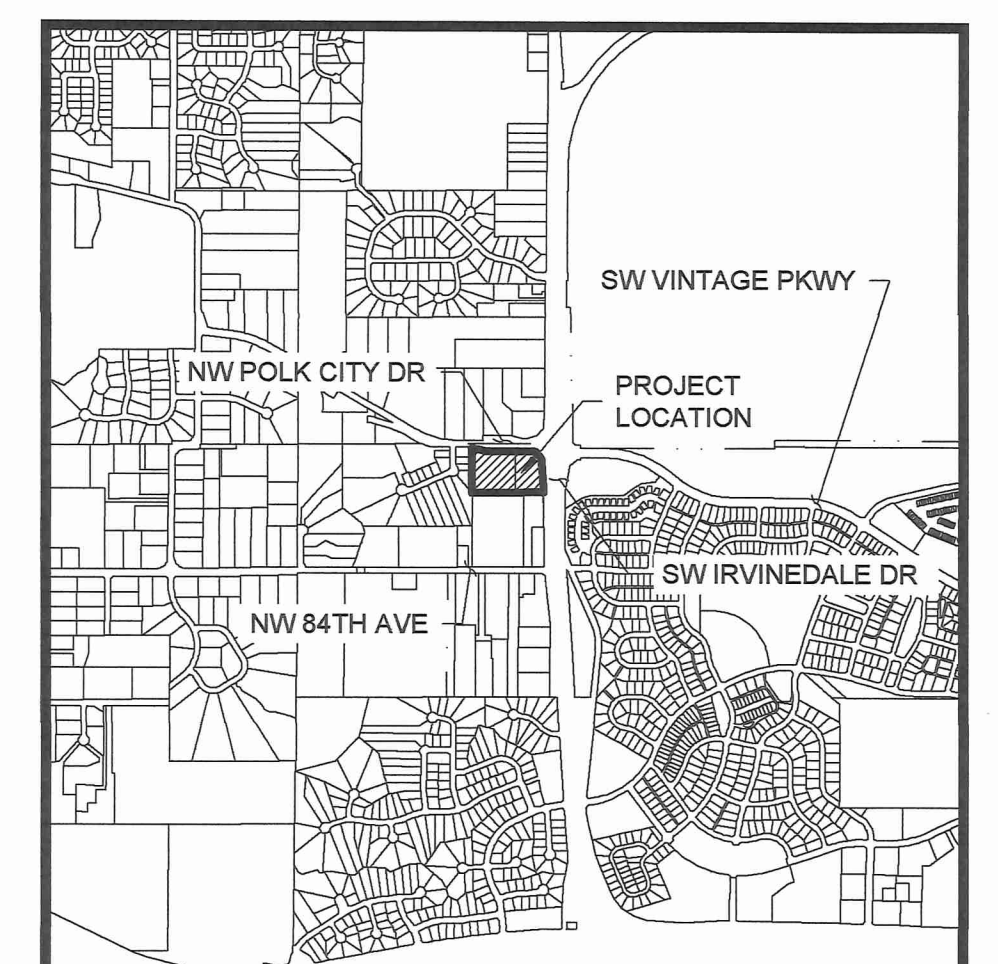 SW VINTAGE PKWY
NW POLK CITY DR
PROJECT
LOCATION
SW IRVINEDALE DR
NW 84TH AVE